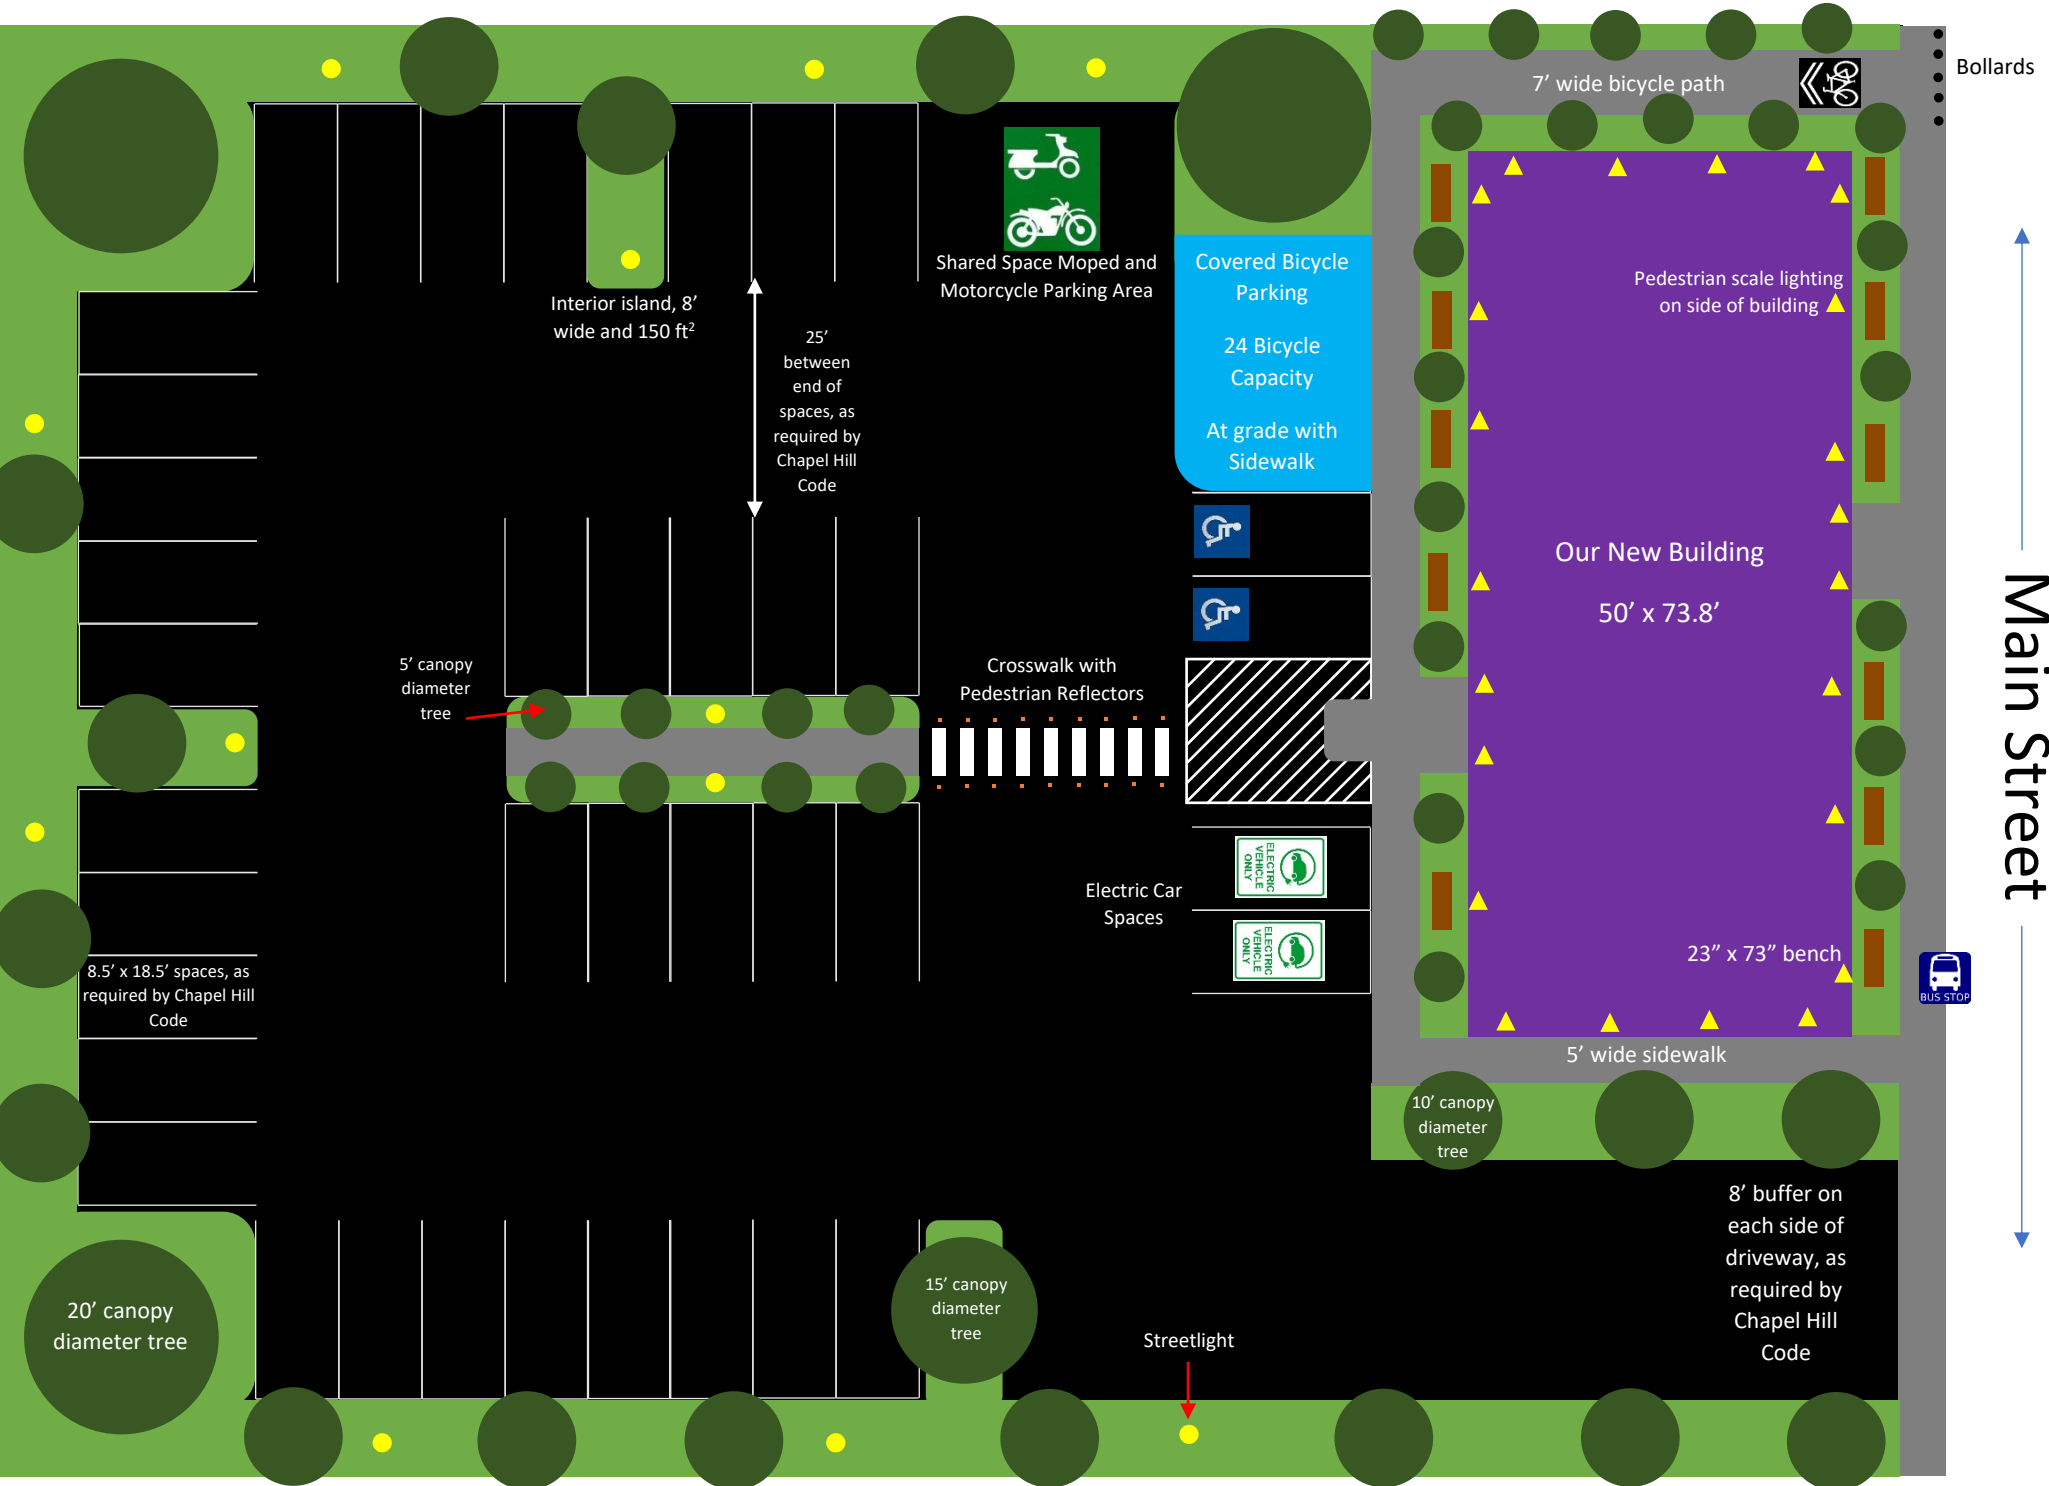 Bollards
7’ wide bicycle path
Shared Space Moped and
Motorcycle Parking Area
Covered Bicycle
Parking
24 Bicycle
Capacity
At grade with
Sidewalk
Pedestrian scale lighting
on side of building
Interior island, 8’
wide and 150 ft²
25’
between
end of
spaces, as
required by
Chapel Hill
Code
Our New Building
50’ x 73.8’
Main Street
5’ canopy
diameter
tree
Crosswalk with
Pedestrian Reflectors
Electric Car
Spaces
ELECTRIC
VEHICLE
ONLY
ELECTRIC
VEHICLE
ONLY
8.5’ x 18.5’ spaces, as
required by Chapel Hill
Code
23” x 73” bench
BUS STOP
5’ wide sidewalk
10’ canopy
diameter
tree
8’ buffer on
each side of
driveway, as
required by
Chapel Hill
Code
20’ canopy
diameter tree
15’ canopy
diameter
tree
Streetlight